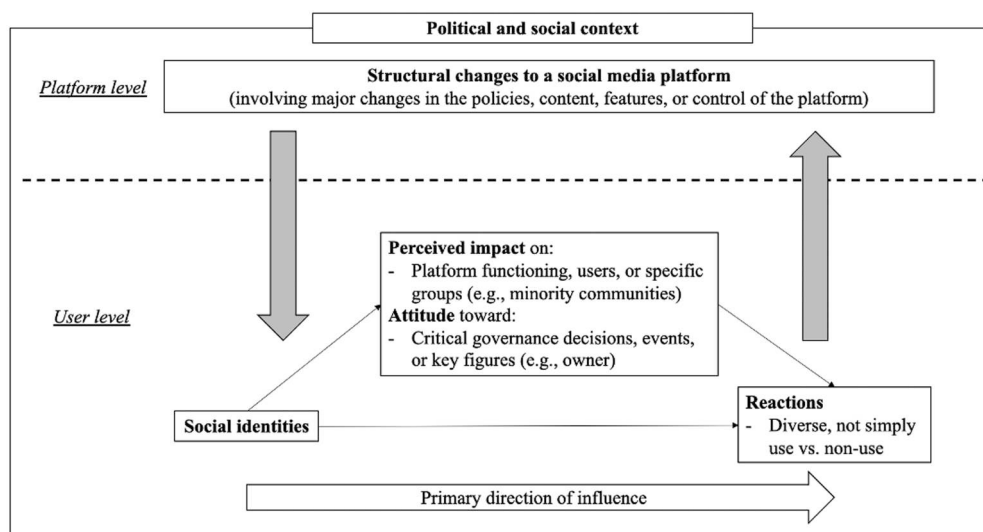 Political and social context
Platform level
Structural changes to a social media platform
(involving major changes in the policies, content, features, or control of the platform)
Perceived impact on:
- Platform functioning, users, or specific
groups (e.g., minority communities)
Attitude toward:
- Critical governance decisions, events,
or key figures (e.g., owner)
User level
Social identities
Reactions
- Diverse, not simply
use vs. non-use
Primary direction of influence